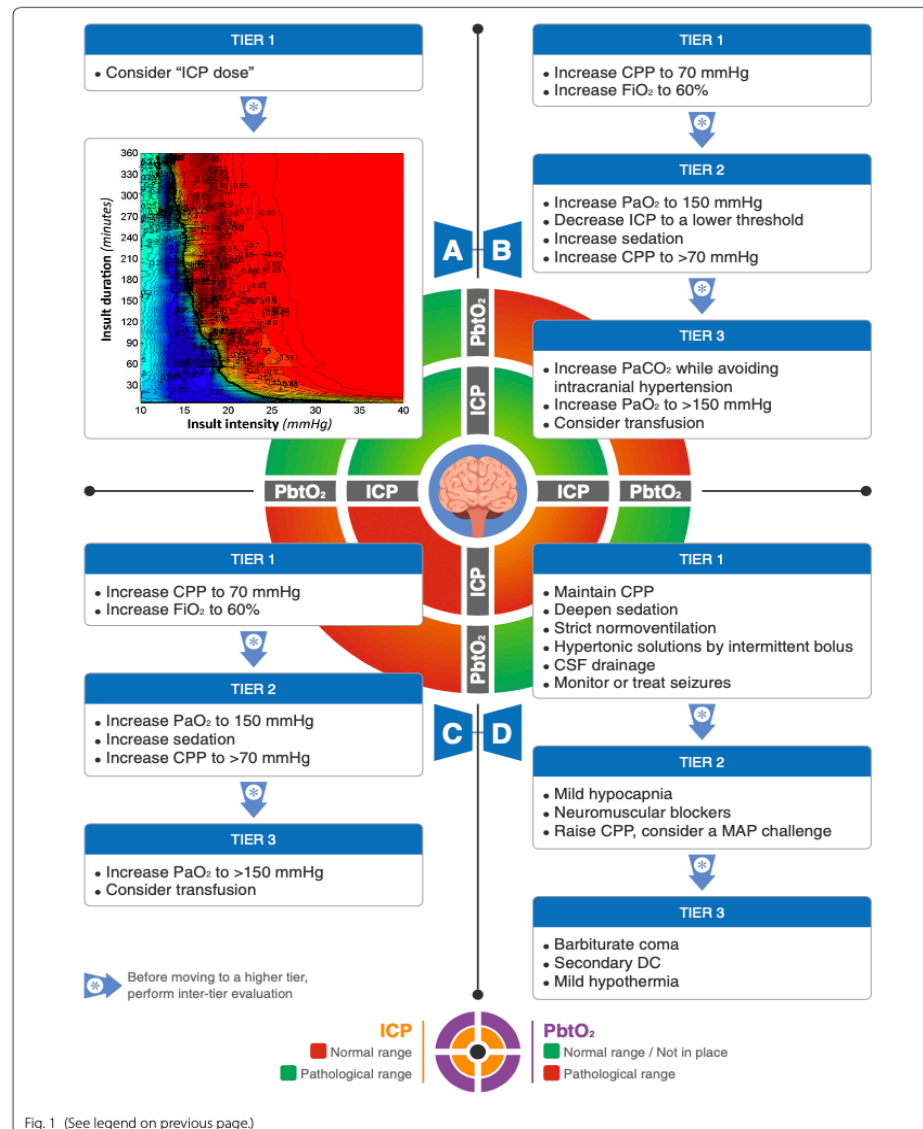 TIER 1
• Consider “ICP dose”
360
330
300
270
240
210
180
150
120
90
60
30
Insult duration (minutes)
10 15 20 25 30 35 40
Insult intensity (mmHg)
TIER 1
• Increase CPP to 70 mmHg
• Increase FiO₂ to 60%
TIER 2
• Increase PaO₂ to 150 mmHg
• Decrease ICP to a lower threshold
• Increase sedation
• Increase CPP to >70 mmHg
TIER 3
• Increase PaCO₂ while avoiding
intracranial hypertension
• Increase PaO₂ to >150 mmHg
• Consider transfusion
A B
PbtO₂
ICP
PbtO₂ ICP ICP PbtO₂
ICP
PbtO₂
C D
TIER 1
• Increase CPP to 70 mmHg
• Increase FiO₂ to 60%
TIER 2
• Increase PaO₂ to 150 mmHg
• Increase sedation
• Increase CPP to >70 mmHg
TIER 3
• Increase PaO₂ to >150 mmHg
• Consider transfusion
TIER 1
• Maintain CPP
• Deepen sedation
• Strict normoventilation
• Hypertonic solutions by intermittent bolus
• CSF drainage
• Monitor or treat seizures
TIER 2
• Mild hypocapnia
• Neuromuscular blockers
• Raise CPP, consider a MAP challenge
TIER 3
• Barbiturate coma
• Secondary DC
• Mild hypothermia
Before moving to a higher tier,
perform inter-tier evaluation
ICP
Normal range
Pathological range
PbtO₂
Normal range / Not in place
Pathological range
Fig. 1 (See legend on previous page.)